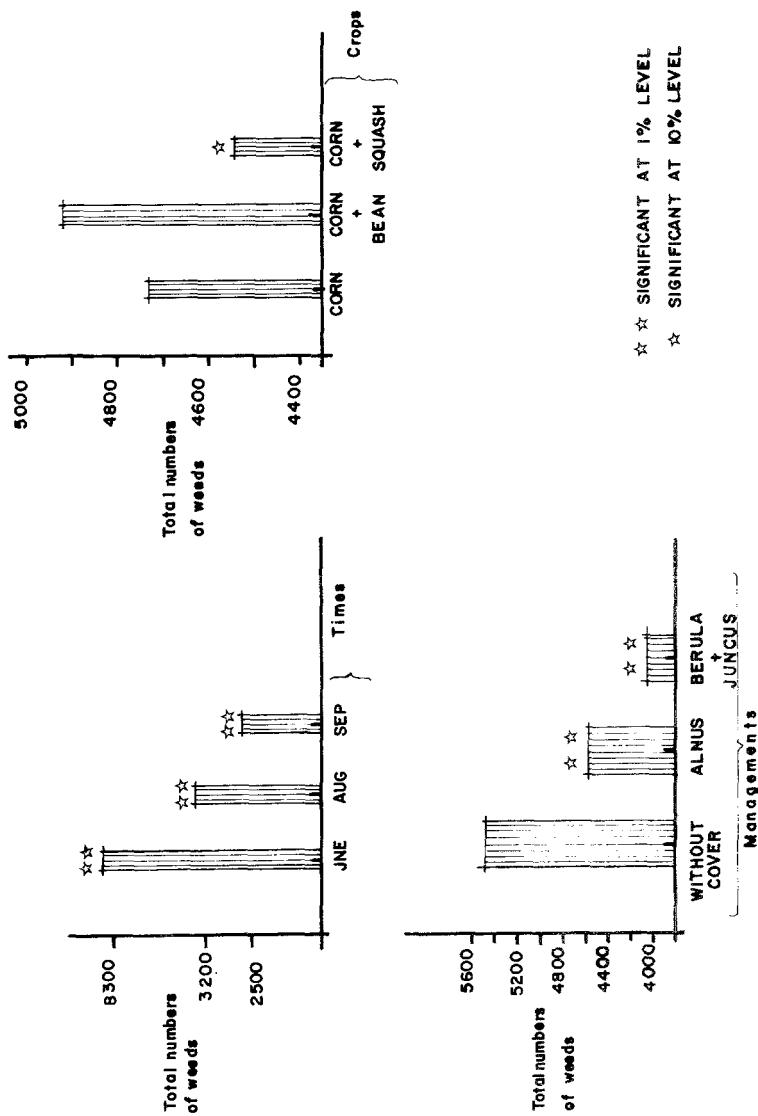 Total numbers
of weeds
8300
3200
2500
JNE
AUG
SEP
Times
Total numbers
of weeds
5000
4800
4600
4400
CORN
CORN
+
BEAN
CORN
+
SQUASH
Crops
Total numbers
of weeds
5600
5200
4800
4400
4000
WITHOUT
COVER
ALNUS
BERULA
+
JUNCUS
Managements
☆ ☆ SIGNIFICANT AT 1% LEVEL
☆ SIGNIFICANT AT 10% LEVEL